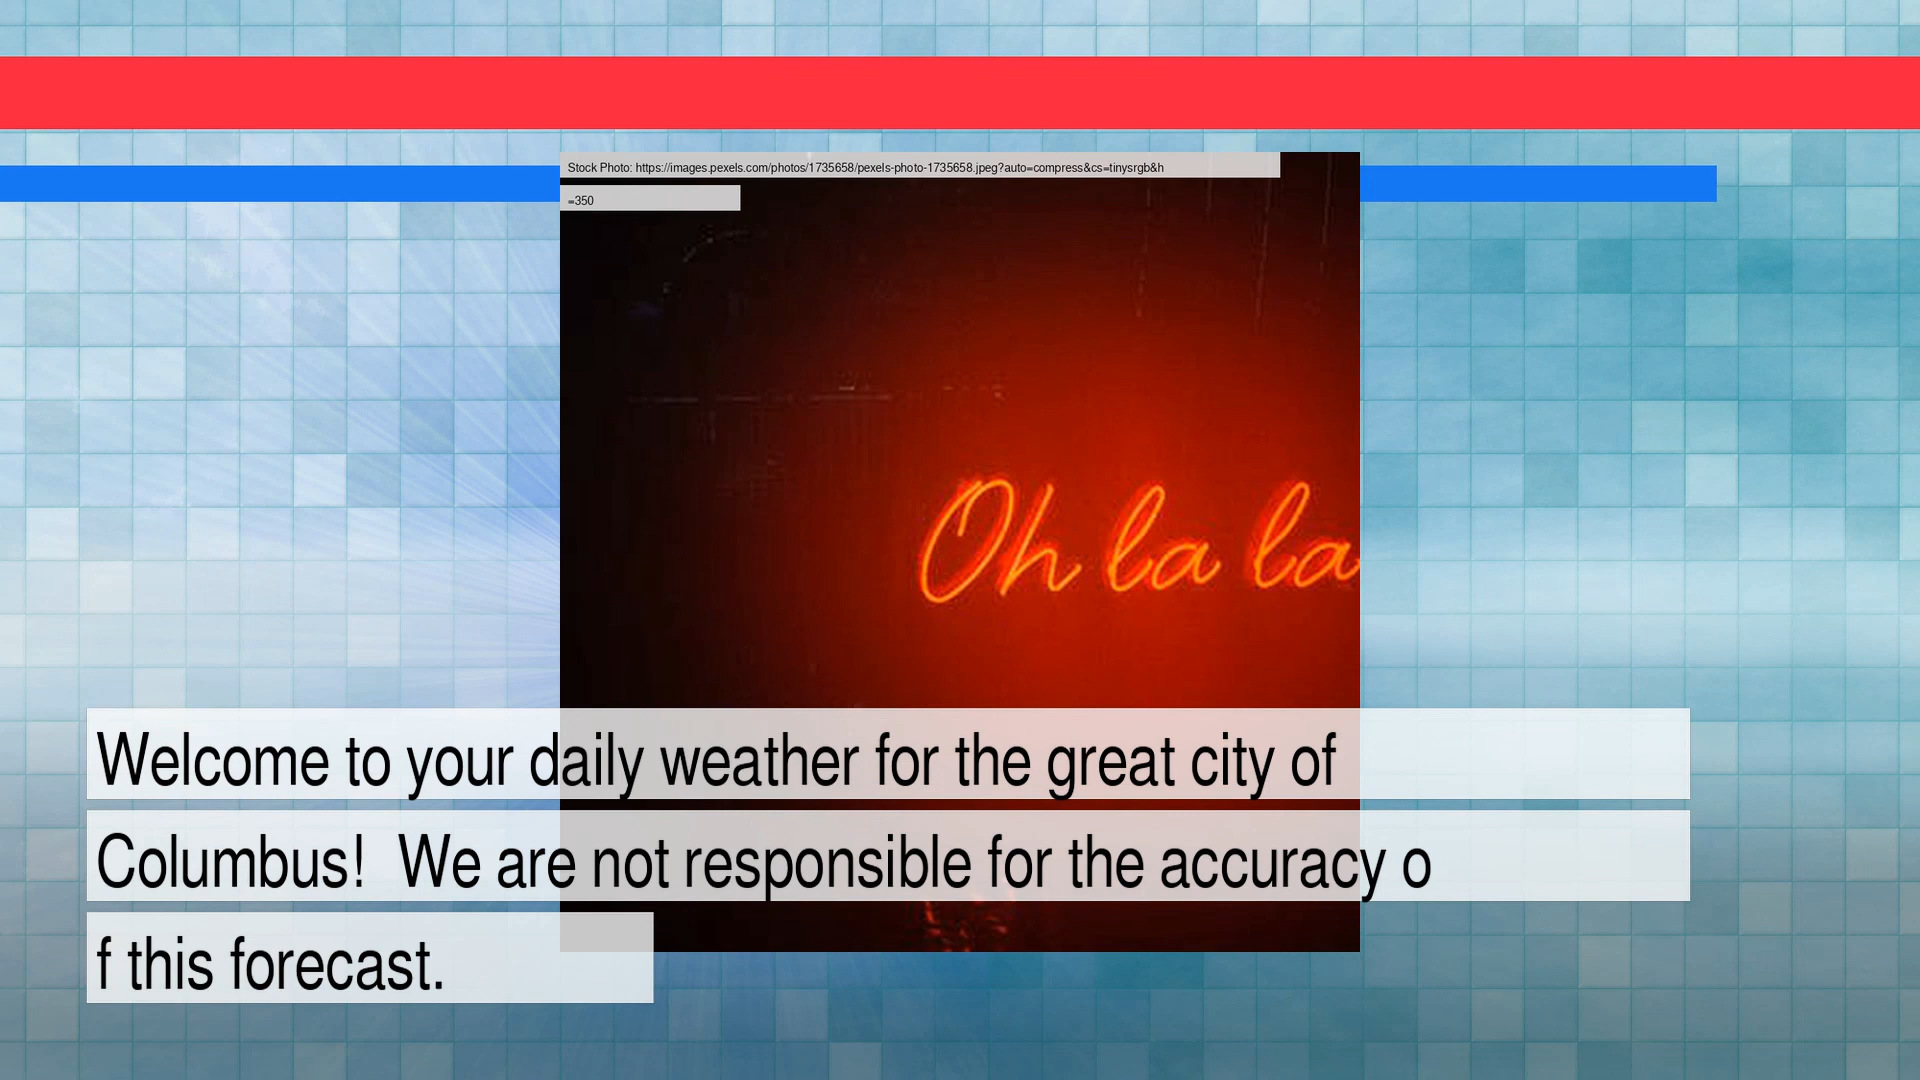 Stock Photo: https://images.pexels.com/photos/1735658/pexels-photo-1735658.jpeg?auto=compress&cs=tinysrgb&h
=350
Oh la la
Welcome to your daily weather for the great city of
Columbus!  We are not responsible for the accuracy o
f this forecast.